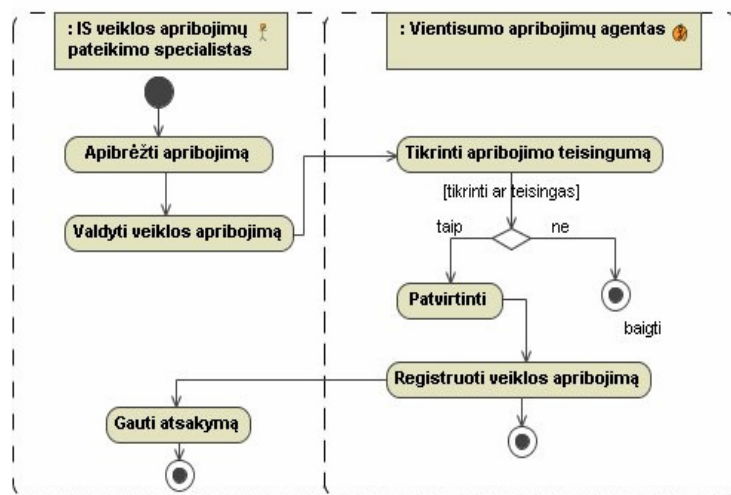 : IS veiklos apribojimų
pateikimo specialistas
: Vientisumo apribojimų agentas
Apibrėžti apribojimą
Tikrinti apribojimo teisingumą
[tikrinti ar teisingas]
Valdyti veiklos apribojimą
taip
ne
Patvirtinti
baigti
Registruoti veiklos apribojimą
Gauti atsakymą